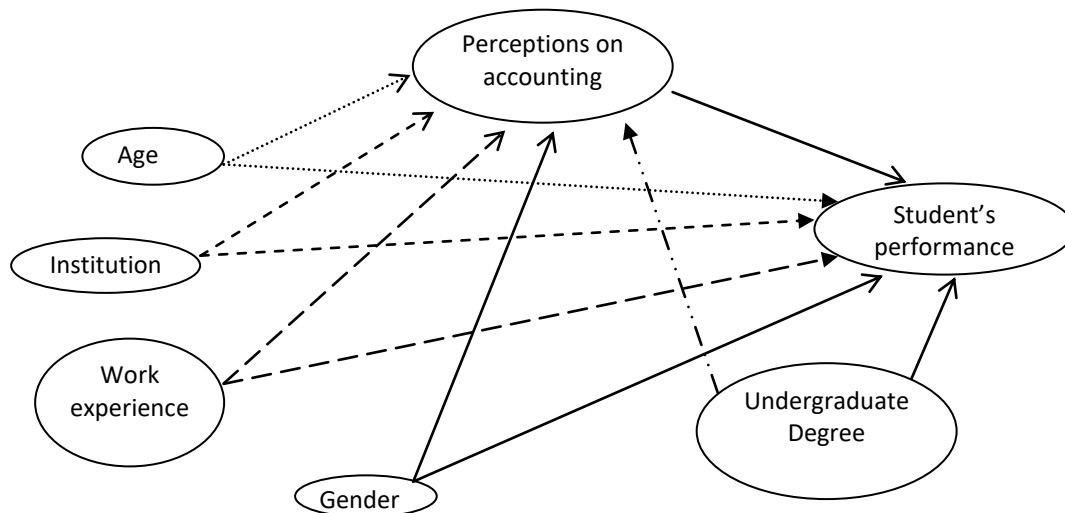 Perceptions on
accounting
Age
Student’s
performance
Institution
Work
experience
Undergraduate
Degree
Gender